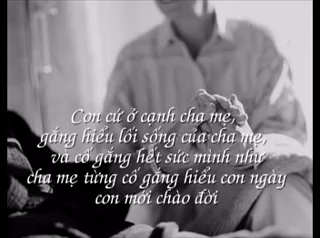 Con cứ ở cạnh cha mẹ,
gắng hiểu lối sống của cha mẹ,
và cố gắng hết sức mình như
cha mẹ từng cố gắng hiểu con ngày
con mới chào đời